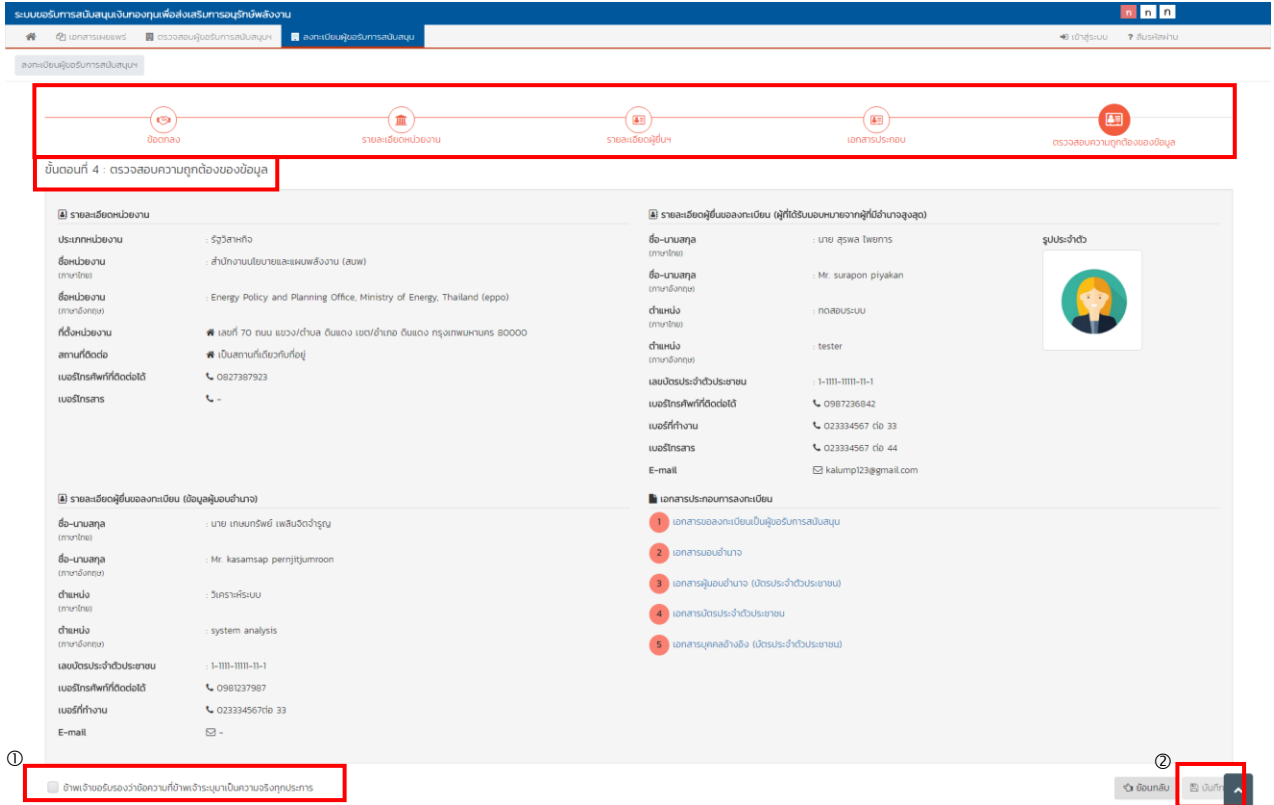 ระบบขอรับการสนับสนุนเงินกองทุนเพื่อส่งเสริมการอนุรักษ์พลังงาน
ก ก ก
เอกสารเผยแพร่ ตรวจสอบผู้ขอรับการสนับสนุนฯ ลงทะเบียนผู้ขอรับการสนับสนุน เข้าสู่ระบบ ? ลืมรหัสผ่าน
ลงทะเบียนผู้ขอรับการสนับสนุนฯ
ข้อตกลง รายละเอียดหน่วยงาน รายละเอียดผู้ยื่นฯ เอกสารประกอบ ตรวจสอบความถูกต้องของข้อมูล
ขั้นตอนที่ 4 : ตรวจสอบความถูกต้องของข้อมูล
รายละเอียดหน่วยงาน
ประเภทหน่วยงาน : รัฐวิสาหกิจ
ชื่อหน่วยงาน : สำนักงานนโยบายและแผนพลังงาน (สนพ)
(ภาษาไทย)
ชื่อหน่วยงาน : Energy Policy and Planning Office, Ministry of Energy, Thailand (eppo)
(ภาษาอังกฤษ)
ที่ตั้งหน่วยงาน เลขที่ 70 ถนน แขวง/ตำบล ดินแดง เขต/อำเภอ ดินแดง กรุงเทพมหานคร 80000
สถานที่ติดต่อ เป็นสถานที่เดียวกับที่อยู่
เบอร์โทรศัพท์ที่ติดต่อได้ 0827387923
เบอร์โทรสาร -
รายละเอียดผู้ยื่นขอลงทะเบียน (ผู้ที่ได้รับมอบหมายจากผู้ที่มีอำนาจสูงสุด)
ชื่อ-นามสกุล : นาย สุรพล ไพยการ
(ภาษาไทย)
ชื่อ-นามสกุล : Mr. surapon piyakan
(ภาษาอังกฤษ)
ตำแหน่ง : ทดสอบระบบ
(ภาษาไทย)
ตำแหน่ง : tester
(ภาษาอังกฤษ)
เลขบัตรประจำตัวประชาชน : 1-1111-11111-11-1
เบอร์โทรศัพท์ที่ติดต่อได้ 0987236842
เบอร์ที่ทำงาน 023334567 ต่อ 33
เบอร์โทรสาร 023334567 ต่อ 44
E-mail kalump123@gmail.com
รูปประจำตัว
รายละเอียดผู้ยื่นขอลงทะเบียน (ข้อมูลผู้มอบอำนาจ)
ชื่อ-นามสกุล : นาย เกษมทรัพย์ เพลินจิตจำรูญ
(ภาษาไทย)
ชื่อ-นามสกุล : Mr. kasamsap pernjitjumroon
(ภาษาอังกฤษ)
ตำแหน่ง : วิเคราะห์ระบบ
(ภาษาไทย)
ตำแหน่ง : system analysis
(ภาษาอังกฤษ)
เลขบัตรประจำตัวประชาชน : 1-1111-11111-11-1
เบอร์โทรศัพท์ที่ติดต่อได้ 0981237987
เบอร์ที่ทำงาน 023334567ต่อ 33
E-mail -
เอกสารประกอบการลงทะเบียน
1 เอกสารขอลงทะเบียนเป็นผู้ขอรับการสนับสนุน
2 เอกสารมอบอำนาจ
3 เอกสารผู้มอบอำนาจ (บัตรประจำตัวประชาชน)
4 เอกสารบัตรประจำตัวประชาชน
5 เอกสารบุคคลอ้างอิง (บัตรประจำตัวประชาชน)
① ②
ข้าพเจ้าขอรับรองว่าข้อความที่ข้าพเจ้าระบุมาเป็นความจริงทุกประการ
ย้อนกลับ บันทึก